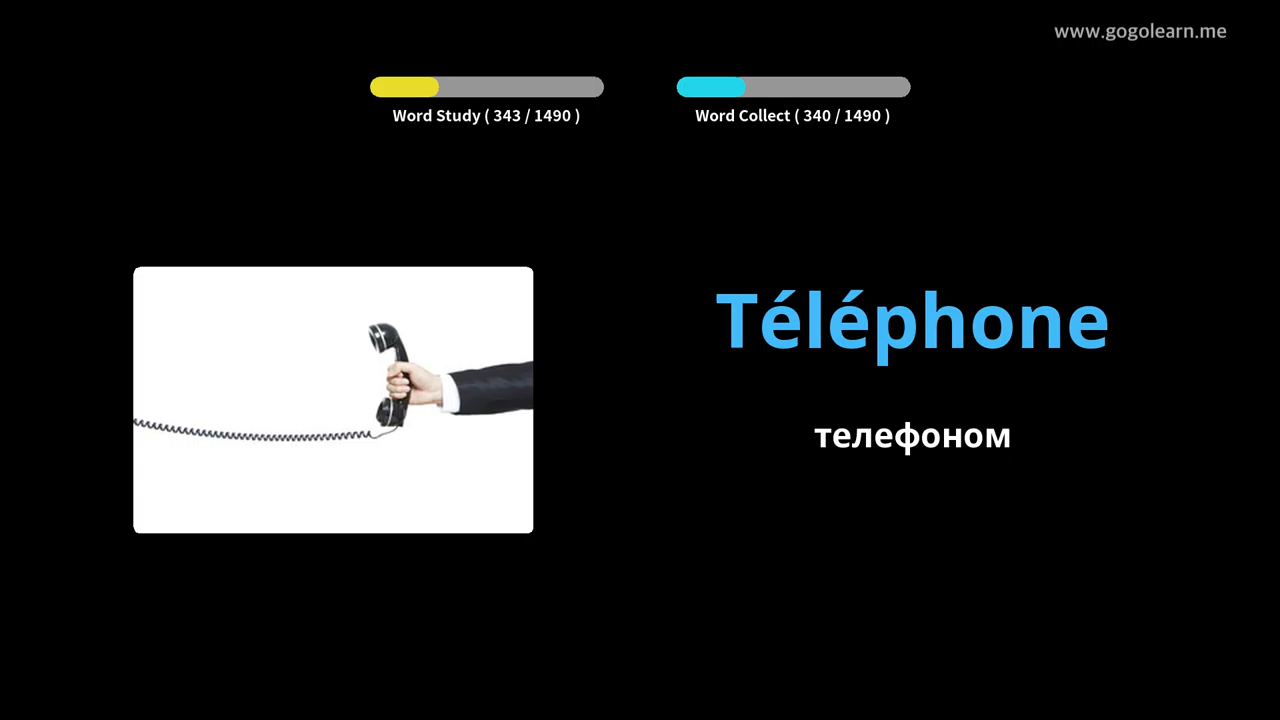 www.gogolearn.me
Word Study ( 343 / 1490 )
Word Collect ( 340 / 1490 )
Téléphone
телефоном